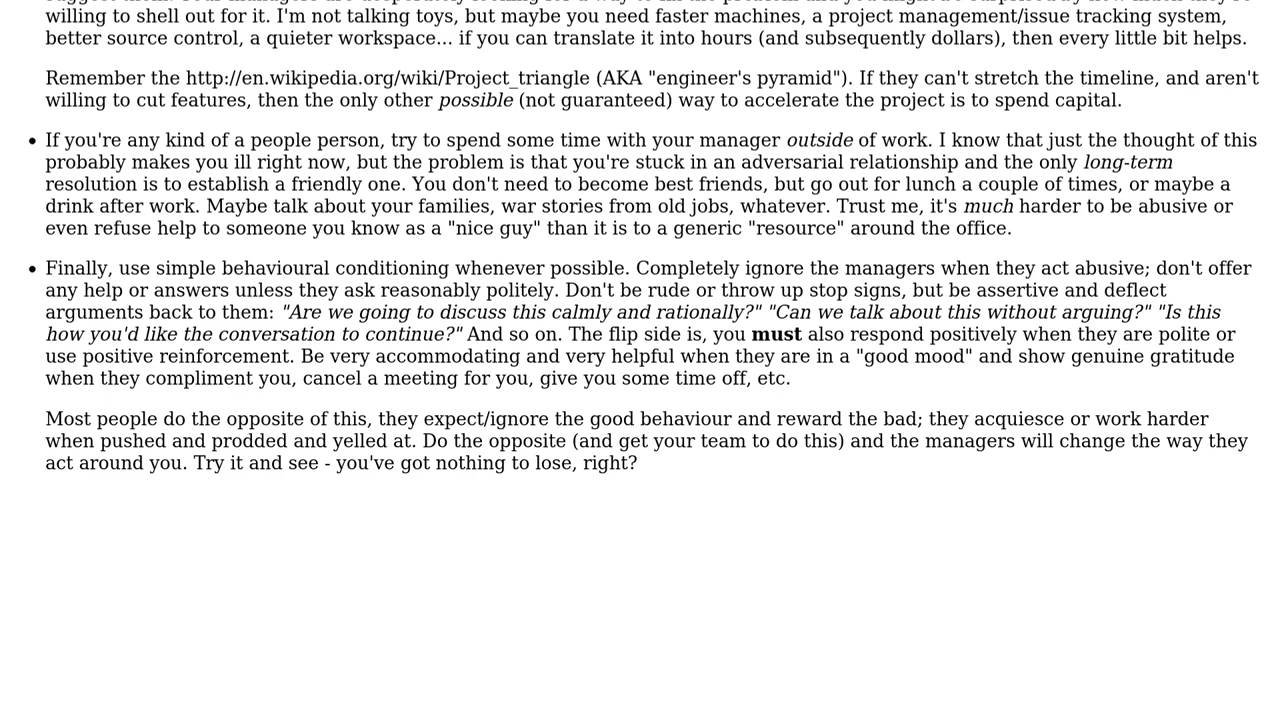 willing to shell out for it. I'm not talking toys, but maybe you need faster machines, a project management/issue tracking system,
better source control, a quieter workspace... if you can translate it into hours (and subsequently dollars), then every little bit helps.
Remember the http://en.wikipedia.org/wiki/Project_triangle (AKA "engineer's pyramid"). If they can't stretch the timeline, and aren't
willing to cut features, then the only other possible (not guaranteed) way to accelerate the project is to spend capital.
• If you're any kind of a people person, try to spend some time with your manager outside of work. I know that just the thought of this
probably makes you ill right now, but the problem is that you're stuck in an adversarial relationship and the only long-term
resolution is to establish a friendly one. You don't need to become best friends, but go out for lunch a couple of times, or maybe a
drink after work. Maybe talk about your families, war stories from old jobs, whatever. Trust me, it's much harder to be abusive or
even refuse help to someone you know as a "nice guy" than it is to a generic "resource" around the office.
• Finally, use simple behavioural conditioning whenever possible. Completely ignore the managers when they act abusive; don't offer
any help or answers unless they ask reasonably politely. Don't be rude or throw up stop signs, but be assertive and deflect
arguments back to them: "Are we going to discuss this calmly and rationally?" "Can we talk about this without arguing?" "Is this
how you'd like the conversation to continue?" And so on. The flip side is, you must also respond positively when they are polite or
use positive reinforcement. Be very accommodating and very helpful when they are in a "good mood" and show genuine gratitude
when they compliment you, cancel a meeting for you, give you some time off, etc.
Most people do the opposite of this, they expect/ignore the good behaviour and reward the bad; they acquiesce or work harder
when pushed and prodded and yelled at. Do the opposite (and get your team to do this) and the managers will change the way they
act around you. Try it and see - you've got nothing to lose, right?